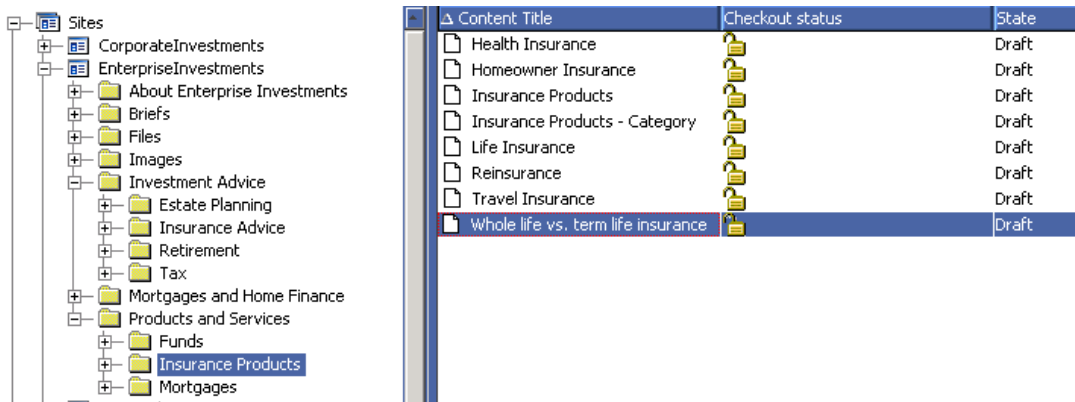 Sites
CorporateInvestments
EnterpriseInvestments
About Enterprise Investments
Briefs
Files
Images
Investment Advice
Estate Planning
Insurance Advice
Retirement
Tax
Mortgages and Home Finance
Products and Services
Funds
Insurance Products
Mortgages
Content Title Checkout status State
Health Insurance Draft
Homeowner Insurance Draft
Insurance Products Draft
Insurance Products - Category Draft
Life Insurance Draft
Reinsurance Draft
Travel Insurance Draft
Whole life vs. term life insurance Draft